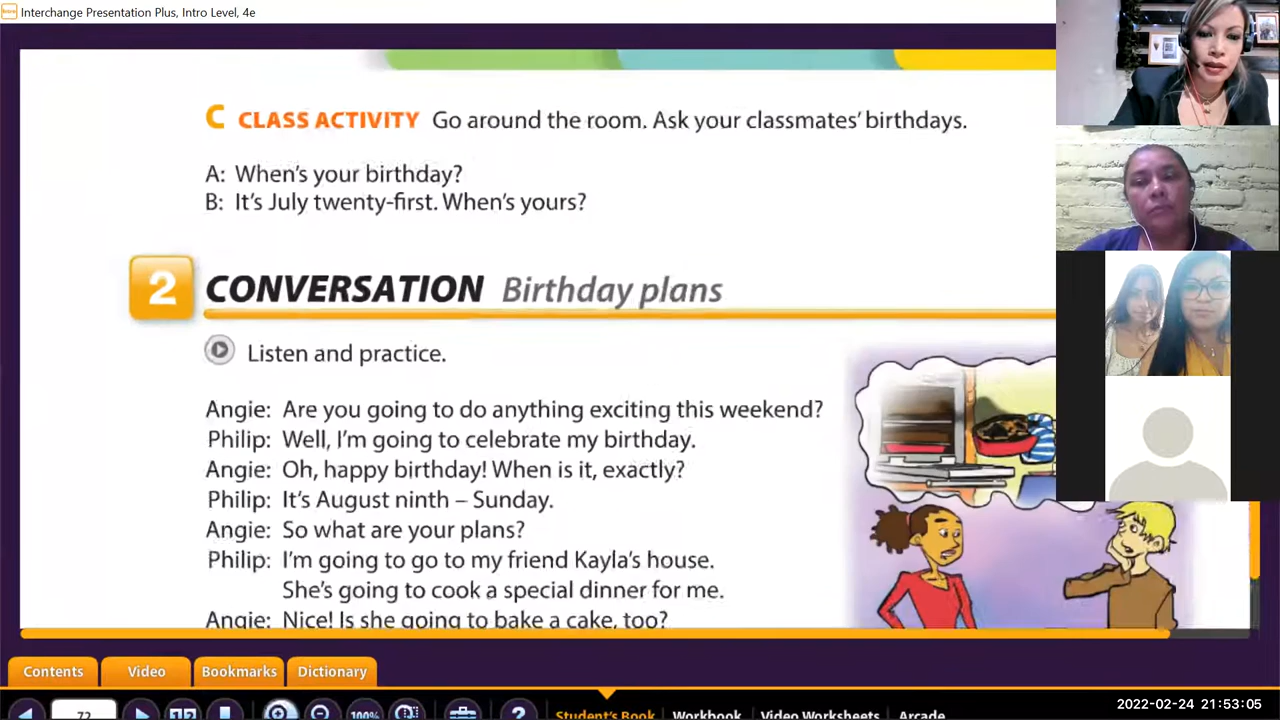 Interchange Presentation Plus, Intro Level, 4e
C CLASS ACTIVITY Go around the room. Ask your classmates’ birthdays.
A: When's your birthday?
B: It's July twenty-first. When's yours?
2 CONVERSATION Birthday plans
Listen and practice.
Angie: Are you going to do anything exciting this weekend?
Philip: Well, I'm going to celebrate my birthday.
Angie: Oh, happy birthday! When is it, exactly?
Philip: It's August ninth – Sunday.
Angie: So what are your plans?
Philip: I'm going to go to my friend Kayla's house.
She's going to cook a special dinner for me.
Angie: Nice! Is she going to bake a cake, too?
Contents Video Bookmarks Dictionary
72 100% ? Student's Book Workbook Video Worksheets Arcade
2022-02-24 21:53:05